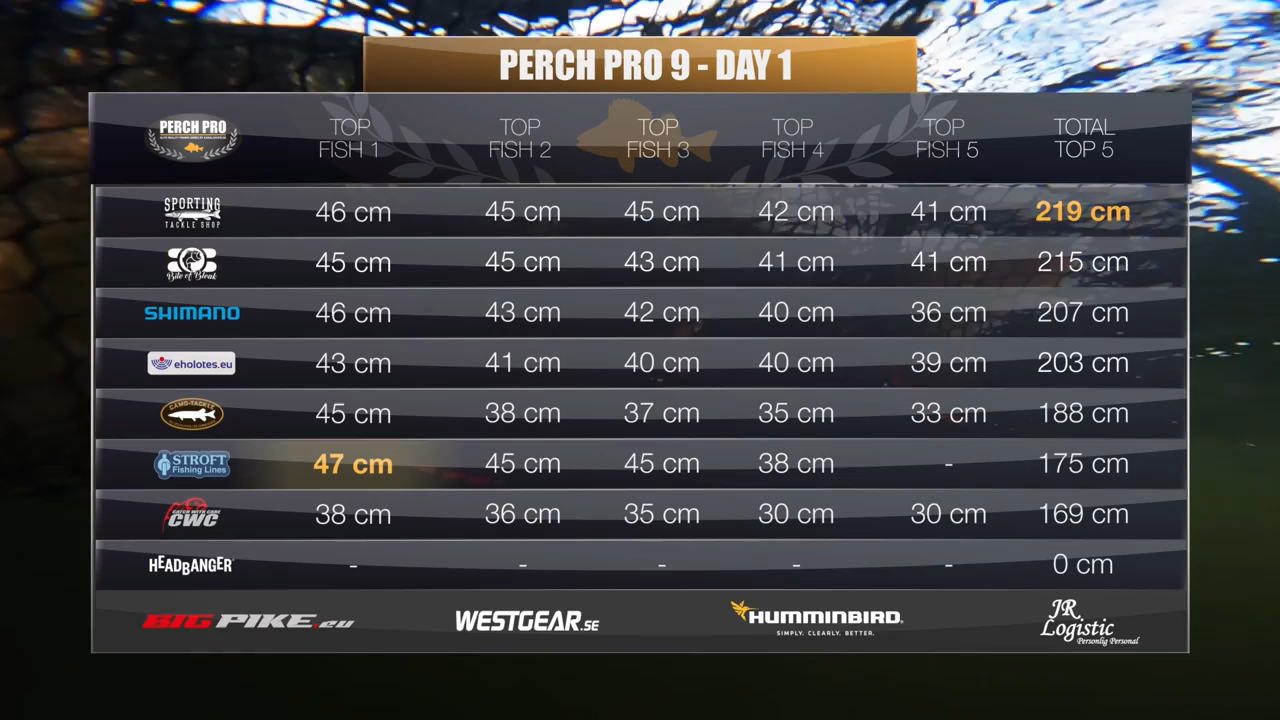 PERCH PRO 9 - DAY 1
PERCH PRO
TOP FISH 1
TOP FISH 2
TOP FISH 3
TOP FISH 4
TOP FISH 5
TOTAL TOP 5
SPORTING
TACKLE SHOP
46 cm 45 cm 45 cm 42 cm 41 cm 219 cm
Bite of Bleak
45 cm 45 cm 43 cm 41 cm 41 cm 215 cm
SHIMANO 46 cm 43 cm 42 cm 40 cm 36 cm 207 cm
eholotes.eu 43 cm 41 cm 40 cm 40 cm 39 cm 203 cm
CAMO-TACKLE
45 cm 38 cm 37 cm 35 cm 33 cm 188 cm
STROFT
Fishing Lines
47 cm 45 cm 45 cm 38 cm - 175 cm
CATCH WITH CARE
CWC
38 cm 36 cm 35 cm 30 cm 30 cm 169 cm
HEADBANGER - - - - - 0 cm
BIG PIKE.eu
WESTGEAR.SE
HUMMINBIRD
SIMPLY. CLEARLY. BETTER.
JR
Logistic
Personlig Personal